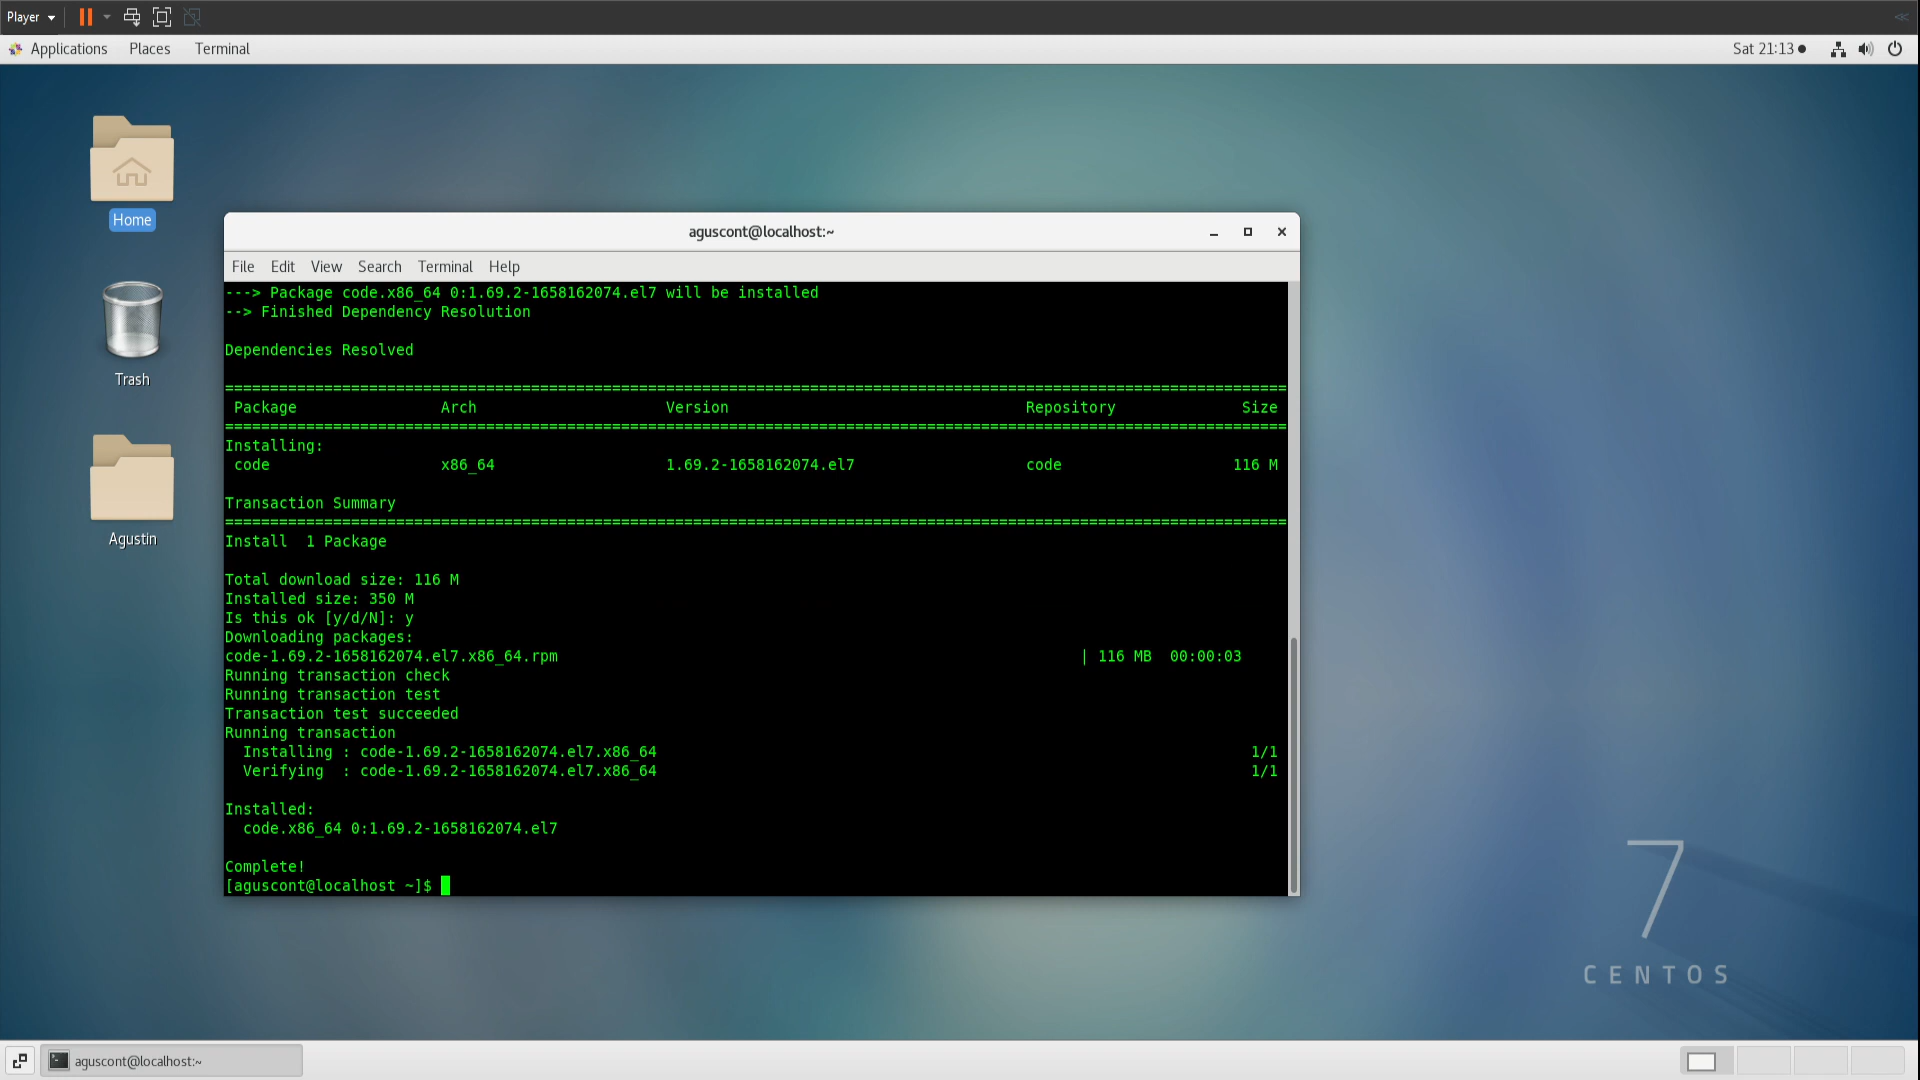 Player
Applications Places Terminal Sat 21:13
Home
Trash
Agustin
aguscont@localhost:~
File Edit View Search Terminal Help
---> Package code.x86_64 0:1.69.2-1658162074.el7 will be installed
--> Finished Dependency Resolution
Dependencies Resolved
======================================================================================================================
Package Arch Version Repository Size
======================================================================================================================
Installing:
code x86_64 1.69.2-1658162074.el7 code 116 M
Transaction Summary
======================================================================================================================
Install 1 Package
Total download size: 116 M
Installed size: 350 M
Is this ok [y/d/N]: y
Downloading packages:
code-1.69.2-1658162074.el7.x86_64.rpm | 116 MB 00:00:03
Running transaction check
Running transaction test
Transaction test succeeded
Running transaction
Installing : code-1.69.2-1658162074.el7.x86_64 1/1
Verifying : code-1.69.2-1658162074.el7.x86_64 1/1
Installed:
code.x86_64 0:1.69.2-1658162074.el7
Complete!
[aguscont@localhost ~]$
7
CENTOS
aguscont@localhost:~